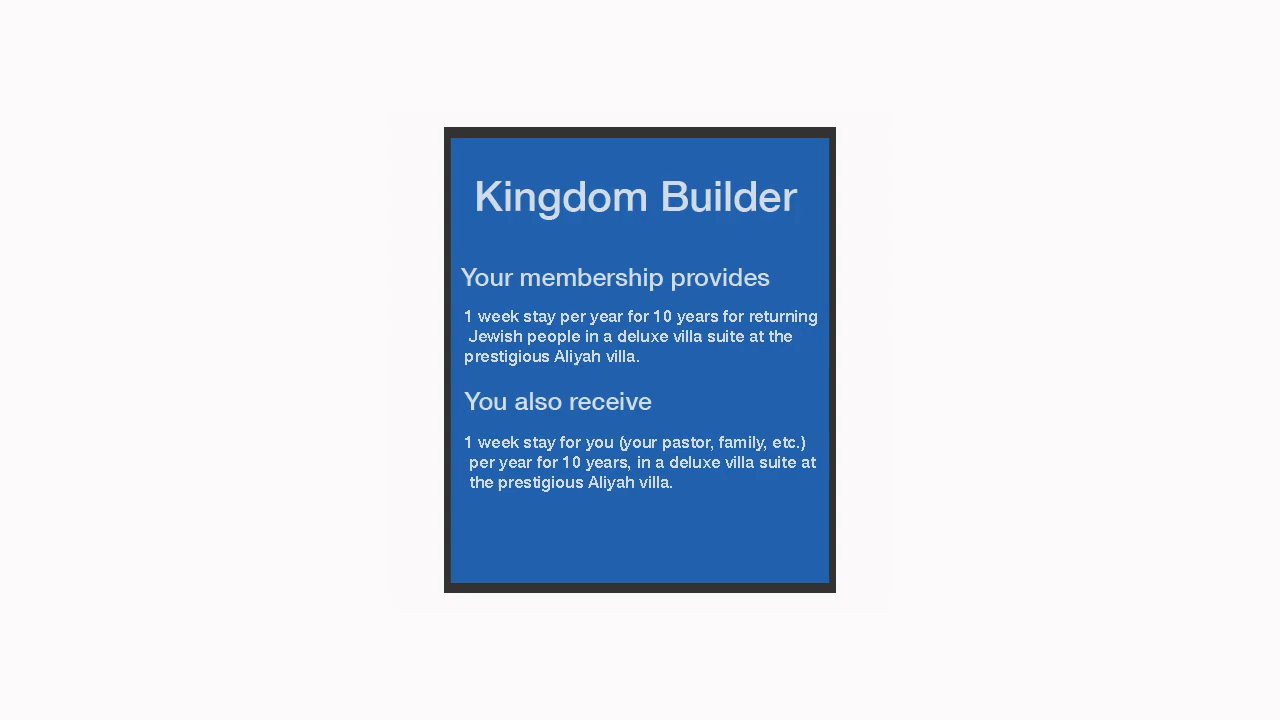 Kingdom Builder
Your membership provides
1 week stay per year for 10 years for returning
Jewish people in a deluxe villa suite at the
prestigious Aliyah villa.
You also receive
1 week stay for you (your pastor, family, etc.)
per year for 10 years, in a deluxe villa suite at
the prestigious Aliyah villa.